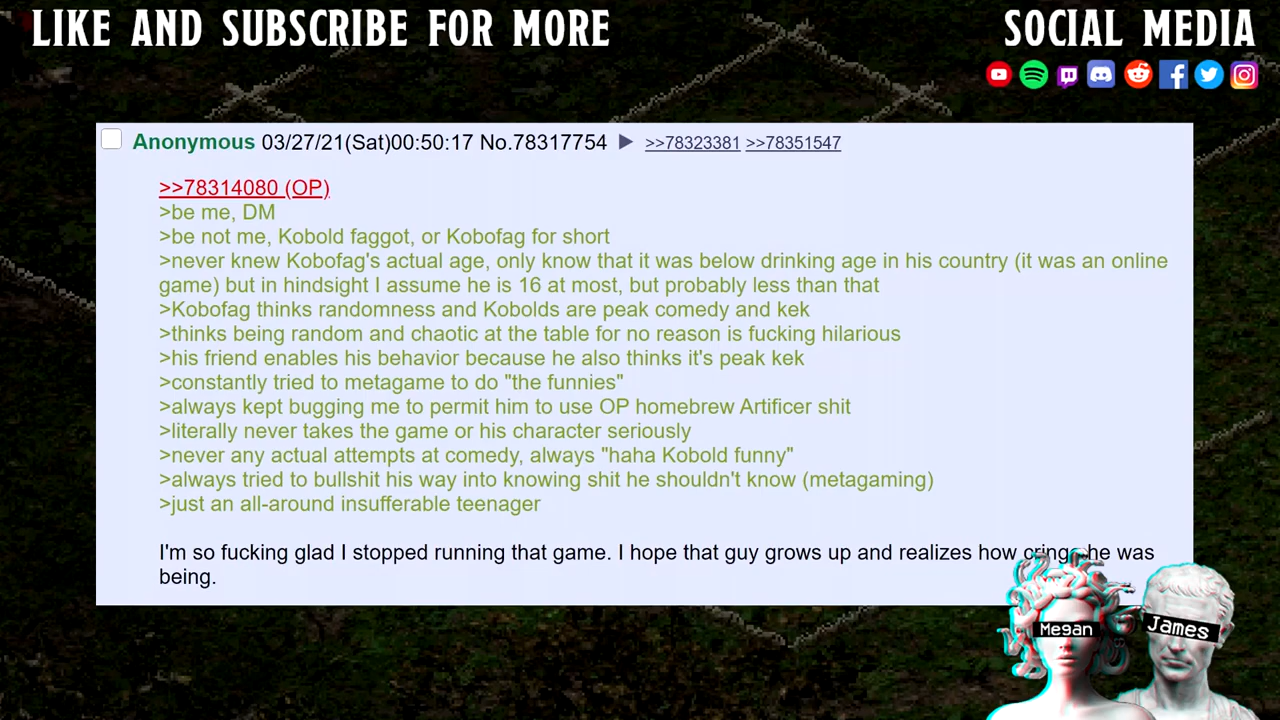 LIKE AND SUBSCRIBE FOR MORE
SOCIAL MEDIA
Anonymous 03/27/21(Sat)00:50:17 No.78317754 ▶ >>78323381 >>78351547
>>78314080 (OP)
>be me, DM
>be not me, Kobold faggot, or Kobofag for short
>never knew Kobofag's actual age, only know that it was below drinking age in his country (it was an online
game) but in hindsight I assume he is 16 at most, but probably less than that
>Kobofag thinks randomness and Kobolds are peak comedy and kek
>thinks being random and chaotic at the table for no reason is fucking hilarious
>his friend enables his behavior because he also thinks it's peak kek
>constantly tried to metagame to do "the funnies"
>always kept bugging me to permit him to use OP homebrew Artificer shit
>literally never takes the game or his character seriously
>never any actual attempts at comedy, always "haha Kobold funny"
>always tried to bullshit his way into knowing shit he shouldn't know (metagaming)
>just an all-around insufferable teenager
I'm so fucking glad I stopped running that game. I hope that guy grows up and realizes how cringe he was
being.
Megan
James